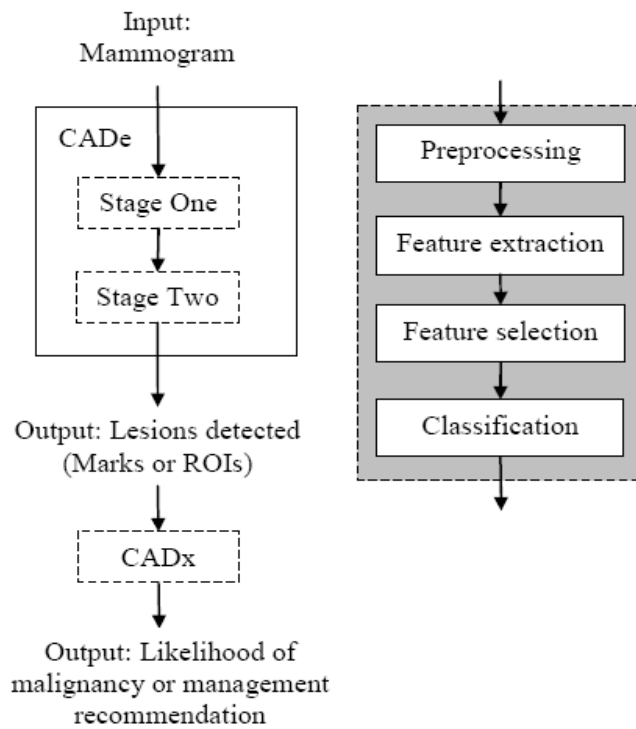 Input:
Mammogram
CADe
Stage One
Stage Two
Output: Lesions detected
(Marks or ROIs)
CADx
Output: Likelihood of
malignancy or management
recommendation
Preprocessing
Feature extraction
Feature selection
Classification